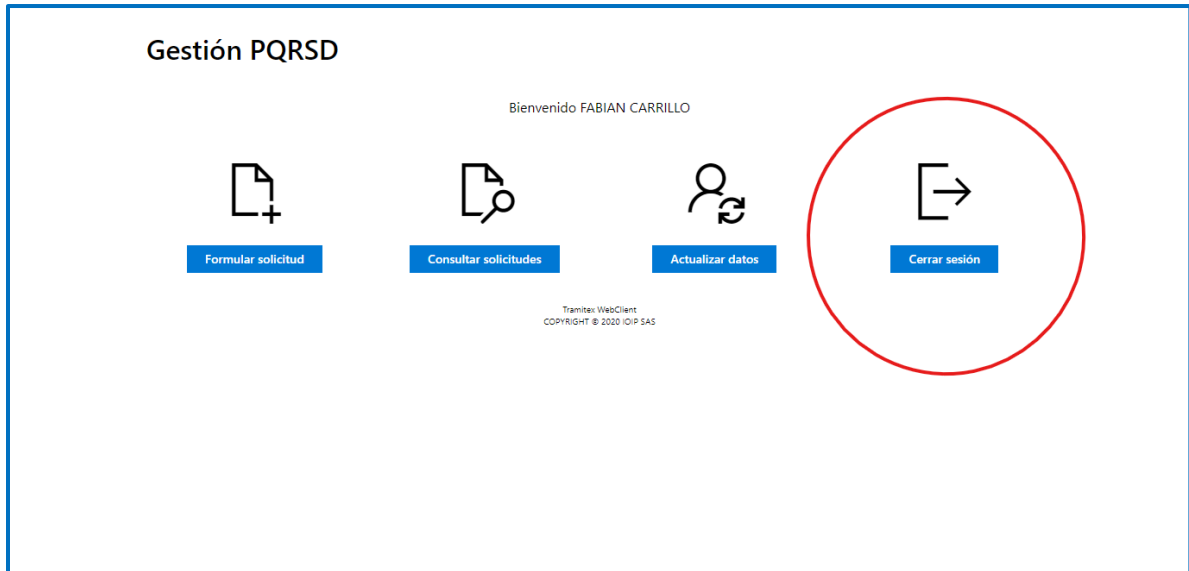 Gestión PQRSD
Bienvenido FABIAN CARRILLO
Formular solicitud
Consultar solicitudes
Actualizar datos
Cerrar sesión
Tramitex WebClient
COPYRIGHT © 2020 IOIP SAS